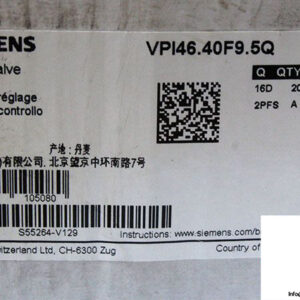 ENS
VPI46.40F9.5Q
alve
réglage
controllo
Q QTY
16D 20
2PFS A
产地：丹麦
)有限公司, 北京望京中环南路7号
105080
S55264-V129
Instructions: www.siemens.com/b
itzerland Ltd, CH-6300 Zug
Country of
Info